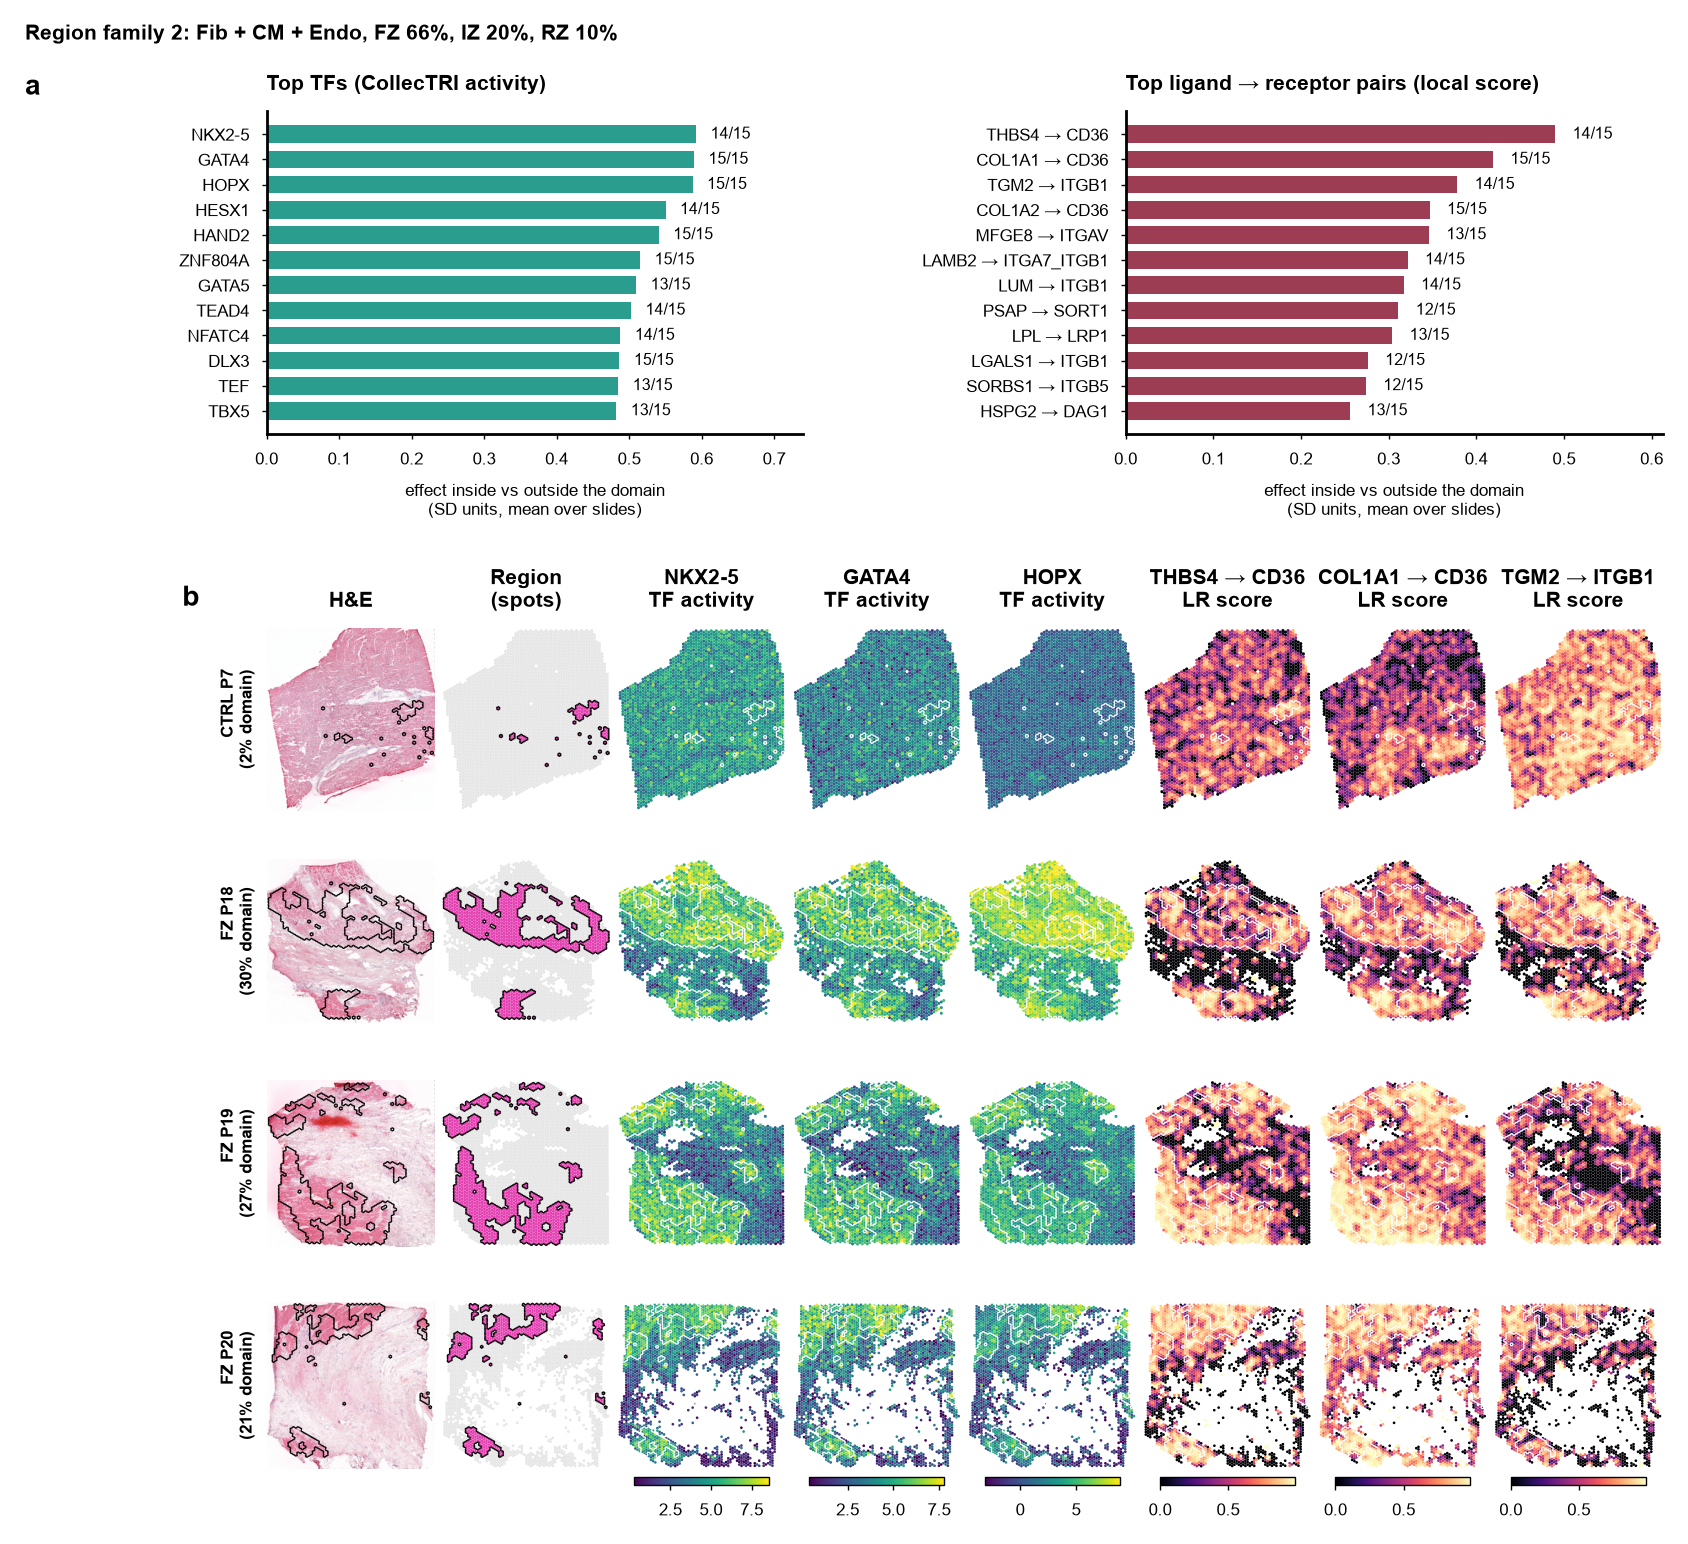 Region family 2: Fib + CM + Endo, FZ 66%, IZ 20%, RZ 10%
a
Top TFs (CollecTRI activity)
NKX2-5 14/15
GATA4 15/15
HOPX 15/15
HESX1 14/15
HAND2 15/15
ZNF804A 15/15
GATA5 13/15
TEAD4 14/15
NFATC4 14/15
DLX3 15/15
TEF 13/15
TBX5 13/15
0.0 0.1 0.2 0.3 0.4 0.5 0.6 0.7
effect inside vs outside the domain
(SD units, mean over slides)
Top ligand → receptor pairs (local score)
THBS4 → CD36 14/15
COL1A1 → CD36 15/15
TGM2 → ITGB1 14/15
COL1A2 → CD36 15/15
MFGE8 → ITGAV 13/15
LAMB2 → ITGA7_ITGB1 14/15
LUM → ITGB1 14/15
PSAP → SORT1 12/15
LPL → LRP1 13/15
LGALS1 → ITGB1 12/15
SORBS1 → ITGB5 12/15
HSPG2 → DAG1 13/15
0.0 0.1 0.2 0.3 0.4 0.5 0.6
effect inside vs outside the domain
(SD units, mean over slides)
b
H&E
Region
(spots)
NKX2-5
TF activity
GATA4
TF activity
HOPX
TF activity
THBS4 → CD36
LR score
COL1A1 → CD36
LR score
TGM2 → ITGB1
LR score
CTRL P7
(2% domain)
FZ P18
(30% domain)
FZ P19
(27% domain)
FZ P20
(21% domain)
2.5 5.0 7.5
2.5 5.0 7.5
0 5
0.0 0.5
0.0 0.5
0.0 0.5